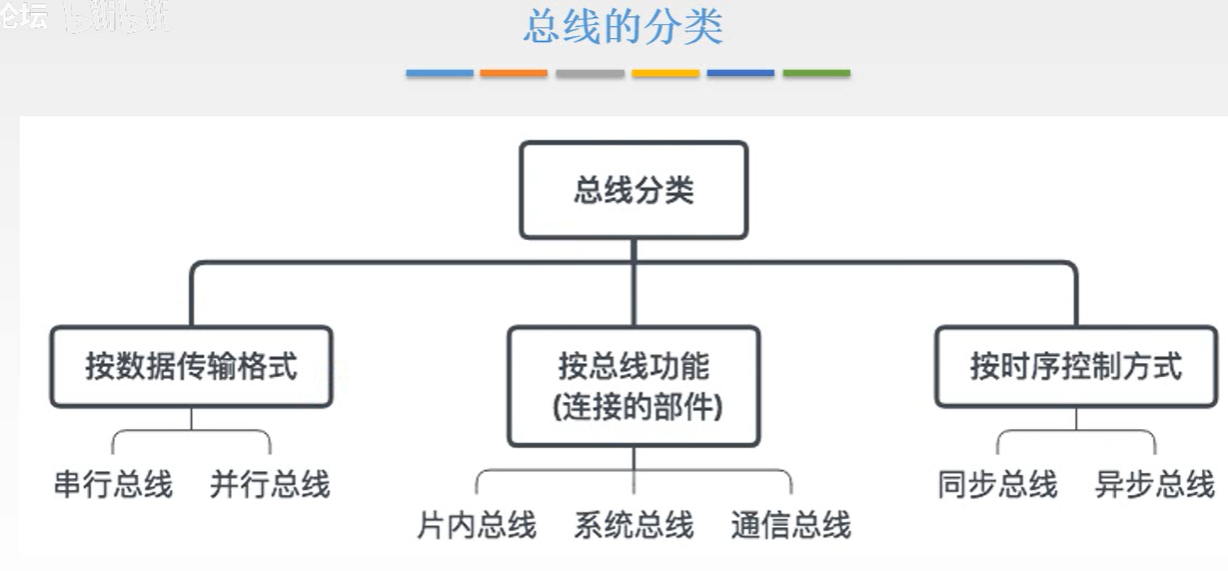 论坛
总线的分类
总线分类
按数据传输格式
按总线功能
(连接的部件)
按时序控制方式
串行总线
并行总线
片内总线
系统总线
通信总线
同步总线
异步总线